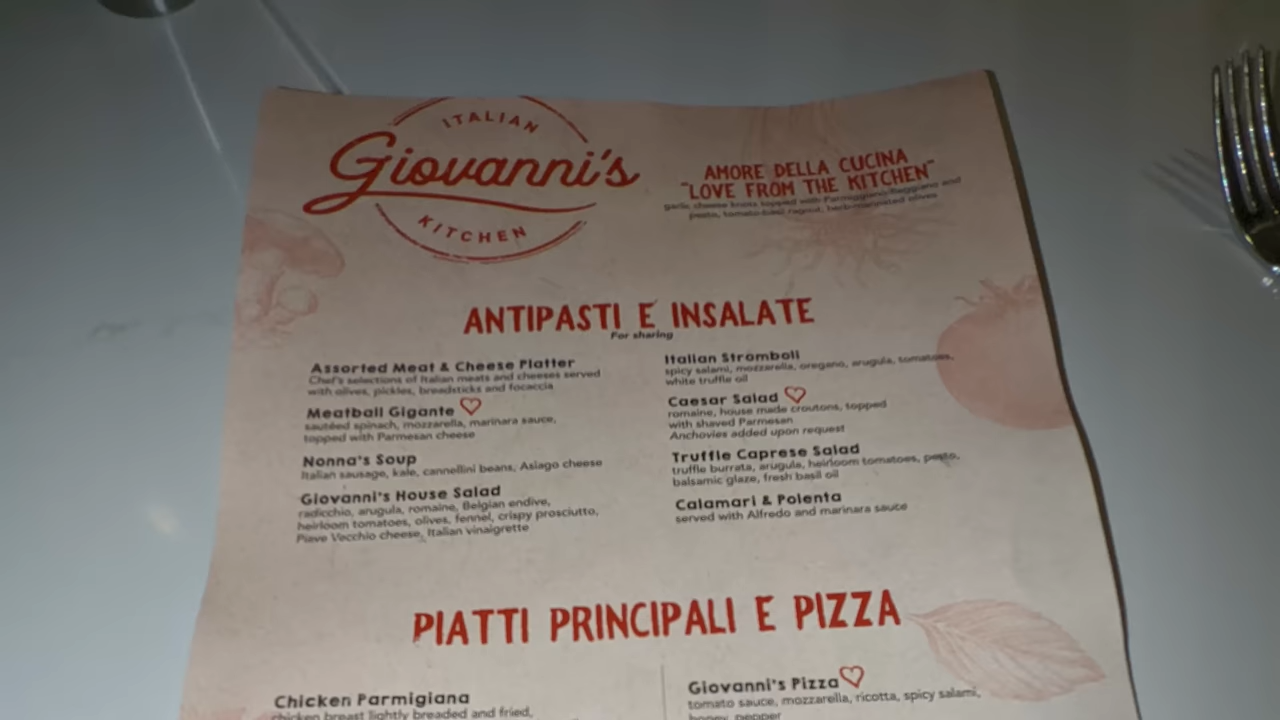 ITALIAN
Giovanni's
KITCHEN
AMORE DELLA CUCINA
"LOVE FROM THE KITCHEN"
garlic cheese knots topped with Parmigiano-Reggiano and
pesto, tomato-basil ragout, herb-marinated olives
ANTIPASTI E INSALATE
For sharing
Assorted Meat & Cheese Platter
Chef's selections of Italian meats and cheeses served
with olives, pickles, breadsticks and focaccia
Meatball Gigante
sautéed spinach, mozzarella, marinara sauce,
topped with Parmesan cheese
Nonna's Soup
Italian sausage, kale, cannellini beans, Asiago cheese
Giovanni's House Salad
radicchio, arugula, romaine, Belgian endive,
heirloom tomatoes, olives, fennel, crispy prosciutto,
Piave Vecchio cheese, Italian vinaigrette
Italian Stromboli
spicy salami, mozzarella, oregano, arugula, tomatoes,
white truffle oil
Caesar Salad
romaine, house made croutons, topped
with shaved Parmesan
Anchovies added upon request
Truffle Caprese Salad
truffle burrata, arugula, heirloom tomatoes, pesto,
balsamic glaze, fresh basil oil
Calamari & Polenta
served with Alfredo and marinara sauce
PIATTI PRINCIPALI E PIZZA
Chicken Parmigiana
chicken breast lightly breaded and fried,
Giovanni's Pizza
tomato sauce, mozzarella, ricotta, spicy salami,
honey, pepper